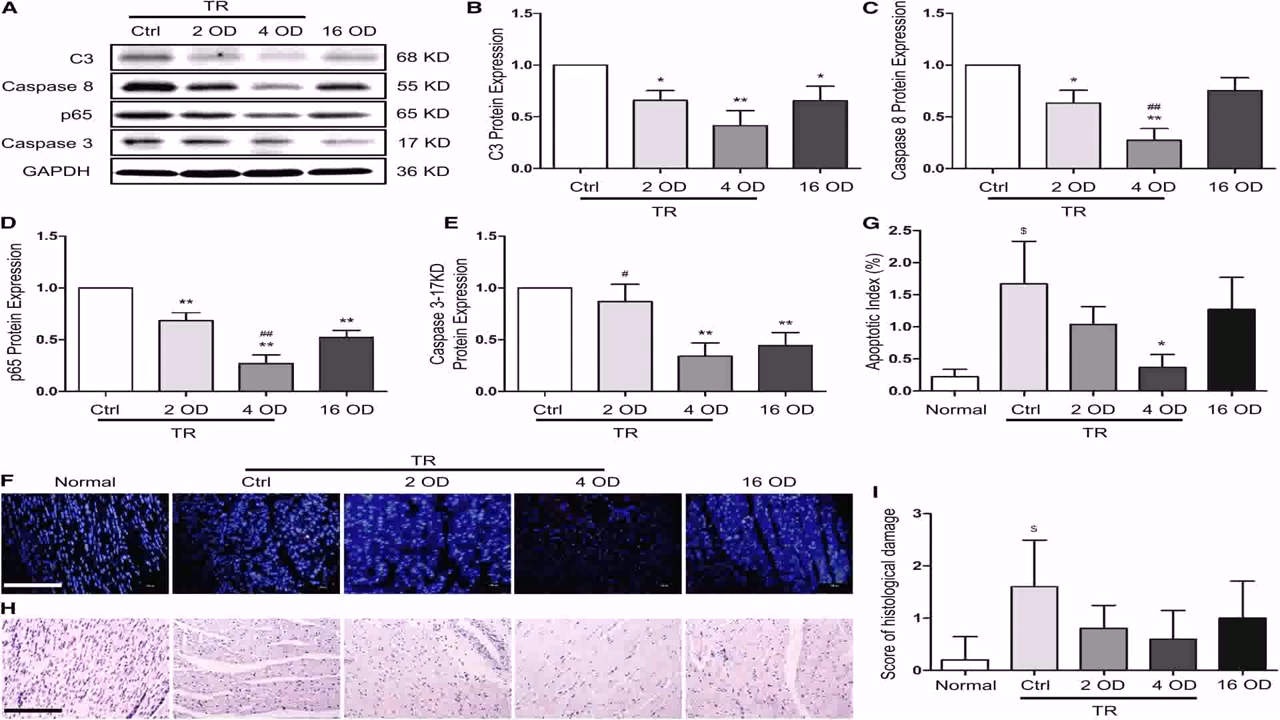 A
TR
Ctrl 2 OD 4 OD 16 OD
C3 68 KD
Caspase 8 55 KD
p65 65 KD
Caspase 3 17 KD
GAPDH 36 KD
B
C3 Protein Expression
1.5
1.0
0.5
0.0
* ** *
Ctrl 2 OD 4 OD 16 OD
TR
C
Caspase 8 Protein Expression
1.5
1.0
0.5
0.0
*
##
**
Ctrl 2 OD 4 OD 16 OD
TR
D
p65 Protein Expression
1.5
1.0
0.5
0.0
**
##
**
**
Ctrl 2 OD 4 OD 16 OD
TR
E
Caspase 3-17KD
Protein Expression
1.5
1.0
0.5
0.0
# ** **
Ctrl 2 OD 4 OD 16 OD
TR
G
Apoptotic Index (%)
2.5
2.0
1.5
1.0
0.5
0.0
$
*
Normal Ctrl 2 OD 4 OD 16 OD
TR
F
TR
Normal Ctrl 2 OD 4 OD 16 OD
H
I
Score of histological damage
3
2
1
0
$
Normal Ctrl 2 OD 4 OD 16 OD
TR